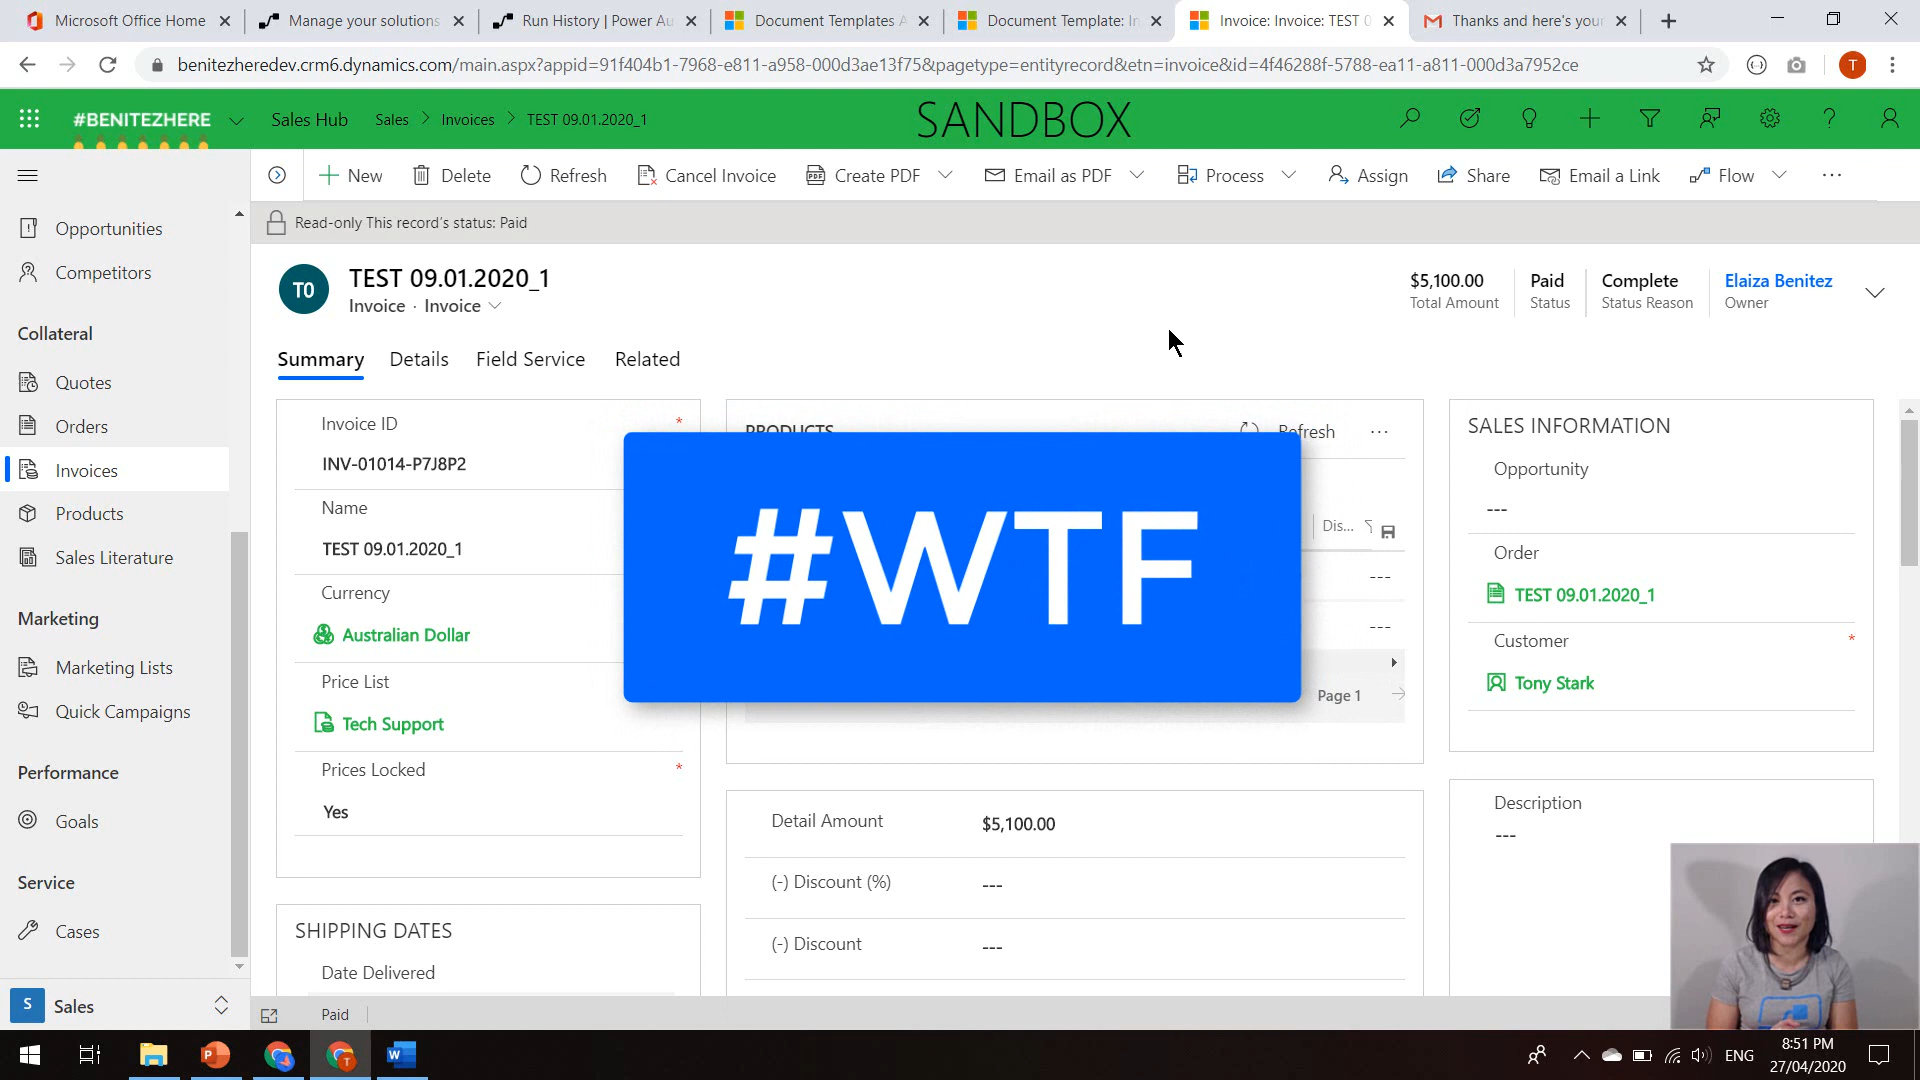 Microsoft Office Home
Manage your solutions
Run History | Power Au
Document Templates A
Document Template: In
Invoice: Invoice: TEST 0
Thanks and here's your
benitezheredev.crm6.dynamics.com/main.aspx?appid=91f404b1-7968-e811-a958-000d3ae13f75&pagetype=entityrecord&etn=invoice&id=4f46288f-5788-ea11-a811-000d3a7952ce
T
#BENITEZHERE
Sales Hub
Sales > Invoices > TEST 09.01.2020_1
SANDBOX
New
Delete
Refresh
Cancel Invoice
Create PDF
Email as PDF
Process
Assign
Share
Email a Link
Flow
Read-only This record's status: Paid
Opportunities
Competitors
Collateral
Quotes
Orders
Invoices
Products
Sales Literature
Marketing
Marketing Lists
Quick Campaigns
Performance
Goals
Service
Cases
S Sales
T0
TEST 09.01.2020_1
Invoice · Invoice
$5,100.00
Total Amount
Paid
Status
Complete
Status Reason
Elaiza Benitez
Owner
Summary
Details
Field Service
Related
Invoice ID *
INV-01014-P7J8P2
Name
TEST 09.01.2020_1
Currency
Australian Dollar
Price List
Tech Support
Prices Locked *
Yes
SHIPPING DATES
Date Delivered
PRODUCTS
Refresh
Dis...
---
---
Page 1
#WTF
Detail Amount
$5,100.00
(-) Discount (%)
---
(-) Discount
---
SALES INFORMATION
Opportunity
---
Order
TEST 09.01.2020_1
Customer *
Tony Stark
Description
---
Paid
ENG
8:51 PM
27/04/2020